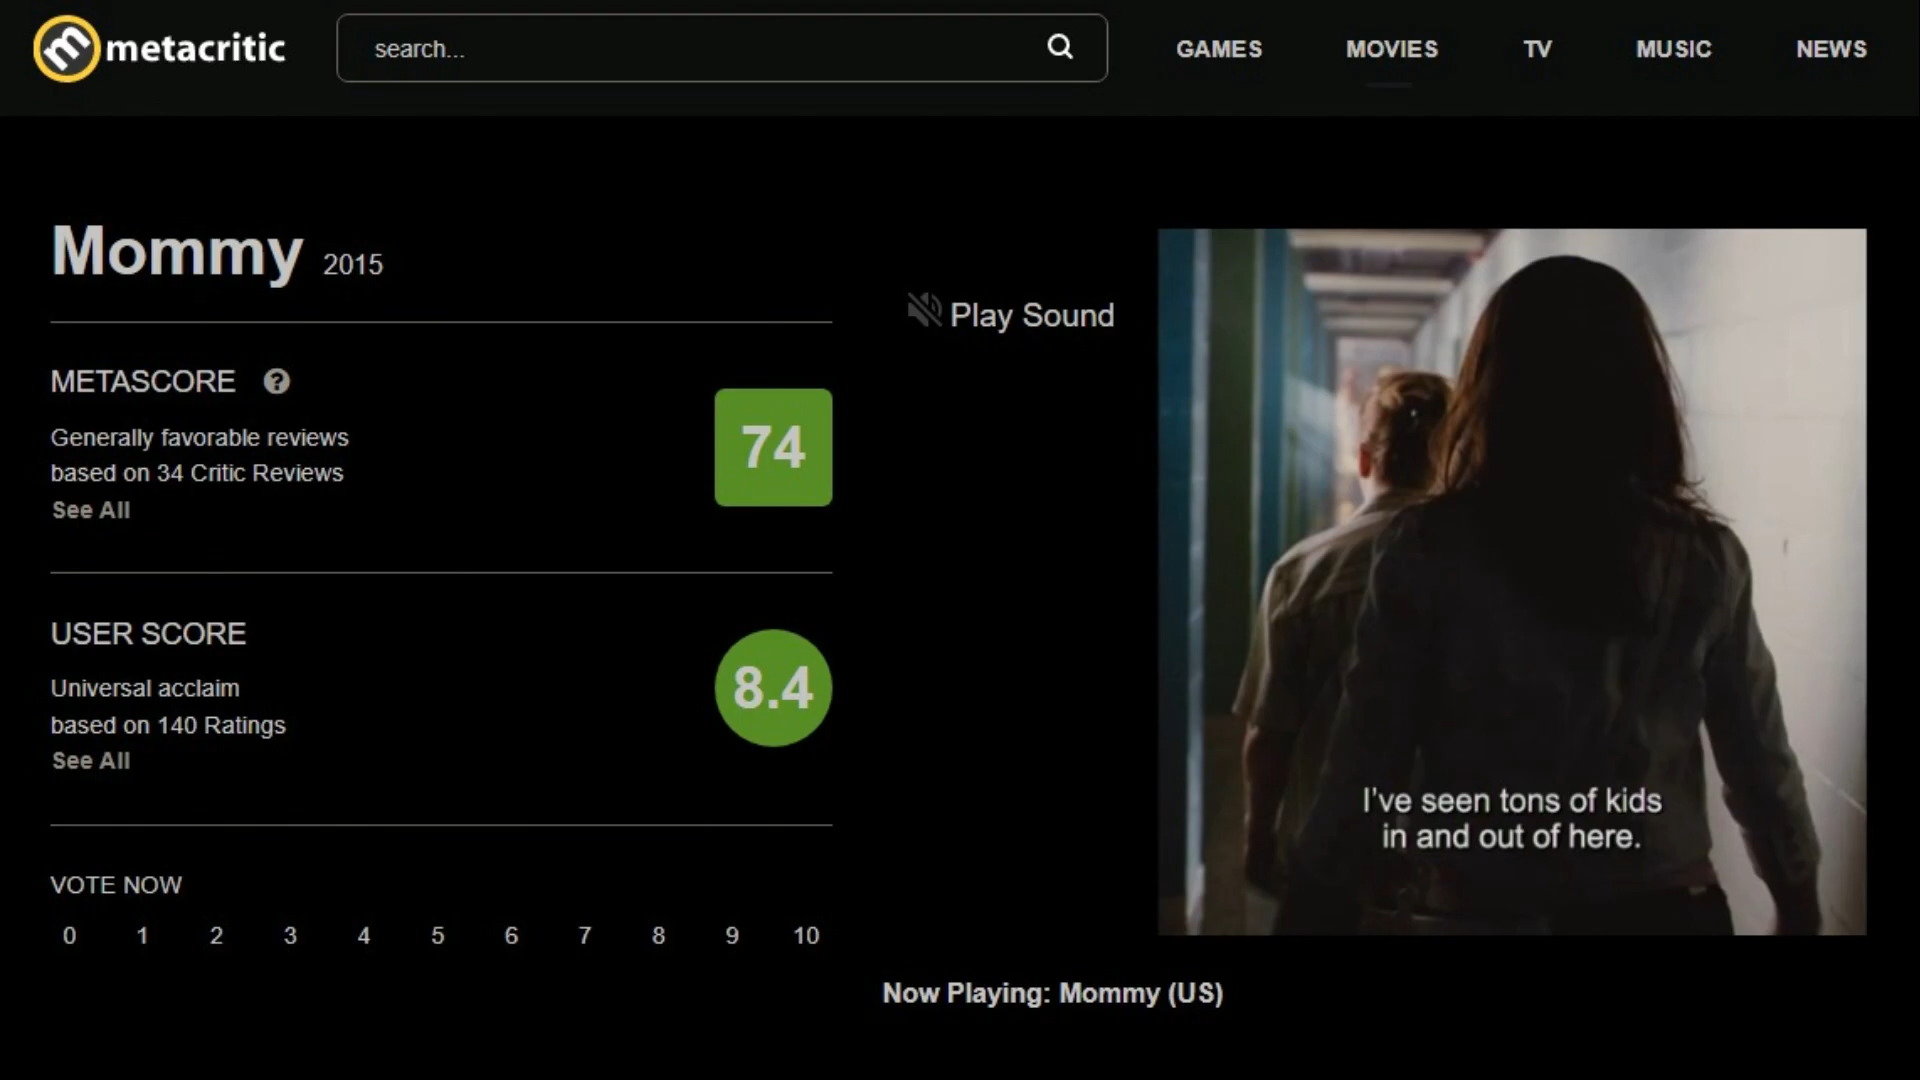 metacritic
search...
GAMES
MOVIES
TV
MUSIC
NEWS
Mommy 2015
Play Sound
METASCORE ?
Generally favorable reviews
based on 34 Critic Reviews
See All
74
USER SCORE
Universal acclaim
based on 140 Ratings
See All
8.4
VOTE NOW
0 1 2 3 4 5 6 7 8 9 10
I've seen tons of kids
in and out of here.
Now Playing: Mommy (US)